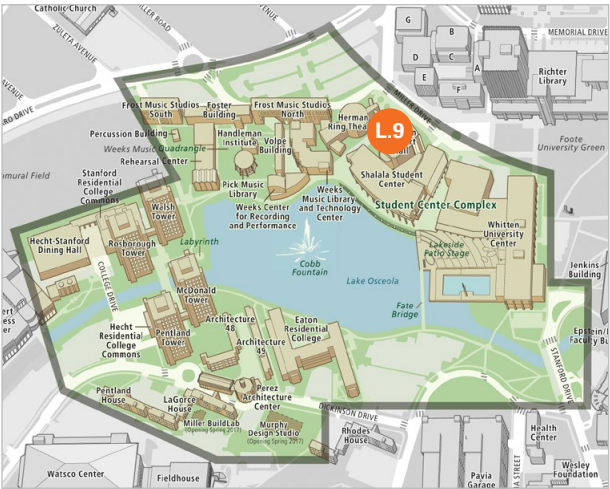 Catholic Church
MILLER ROAD
ZULETA AVENUE
AVENUE
MEMORIAL DRIVE
G
B
D
C
A
E
F
Richter
Library
MILLER DRIVE
Foote
University Green
Frost Music Studios
South
Foster
Building
Frost Music Studios
North
Herman
Ring Thea
L.9
Percussion Building
Weeks Music Quadrangle
Rehearsal Center
Handleman
Institute
Volpe
Building
Shalala
Student
Center
Student Center Complex
Stanford
Residential
College
Commons
Pick Music
Library
Weeks
Music Library
and Technology
Center
Weeks Center
for Recording
and Performance
Walsh
Tower
Whitten
University
Center
Hecht-Stanford
Dining Hall
Rosborough
Tower
Labyrinth
Lakeside
Patio Stage
Cobb
Fountain
Lake Osceola
Jenkins
Building
COLLEGE DRIVE
McDonald
Tower
Fate
Bridge
Hecht
Residential
College
Commons
Pentland
Tower
Architecture
48
Architecture
49
Eaton
Residential
College
Epstein/
Faculty Bu
STANFORD DRIVE
Pentland
House
LaGorce
House
Perez
Architecture
Center
Miller BuildLab
(Opening Spring 2017)
Murphy
Design Studio
(Opening Spring 2017)
DICKINSON DRIVE
Rhodes
House
Health
Center
Watsco Center
Fieldhouse
Pavia
Garage
Wesley
Foundation